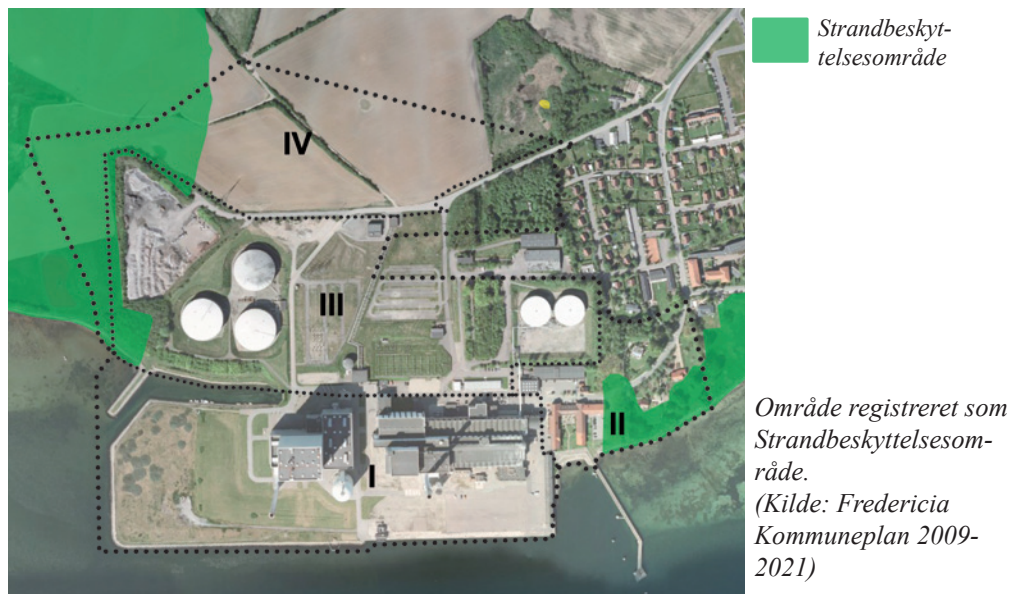 Strandbeskyt-
telsesområde
IV
III
II
I
Område registreret som
Strandbeskyttelsesom-
råde.
(Kilde: Fredericia
Kommuneplan 2009-
2021)